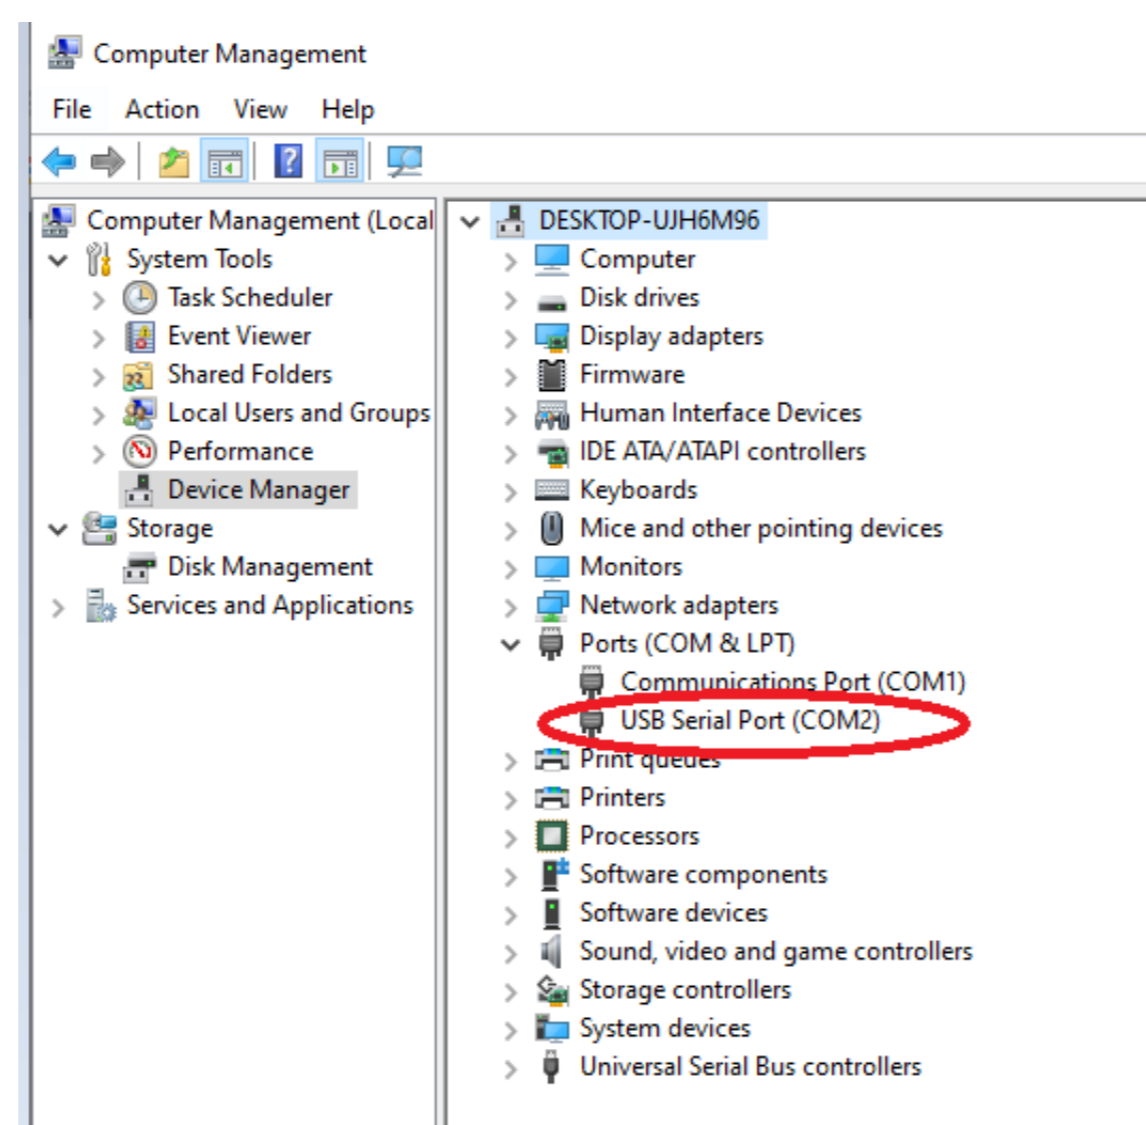 Computer Management
File Action View Help
Computer Management (Local
System Tools
Task Scheduler
Event Viewer
Shared Folders
Local Users and Groups
Performance
Device Manager
Storage
Disk Management
Services and Applications
DESKTOP-UJH6M96
Computer
Disk drives
Display adapters
Firmware
Human Interface Devices
IDE ATA/ATAPI controllers
Keyboards
Mice and other pointing devices
Monitors
Network adapters
Ports (COM & LPT)
Communications Port (COM1)
USB Serial Port (COM2)
Print queues
Printers
Processors
Software components
Software devices
Sound, video and game controllers
Storage controllers
System devices
Universal Serial Bus controllers